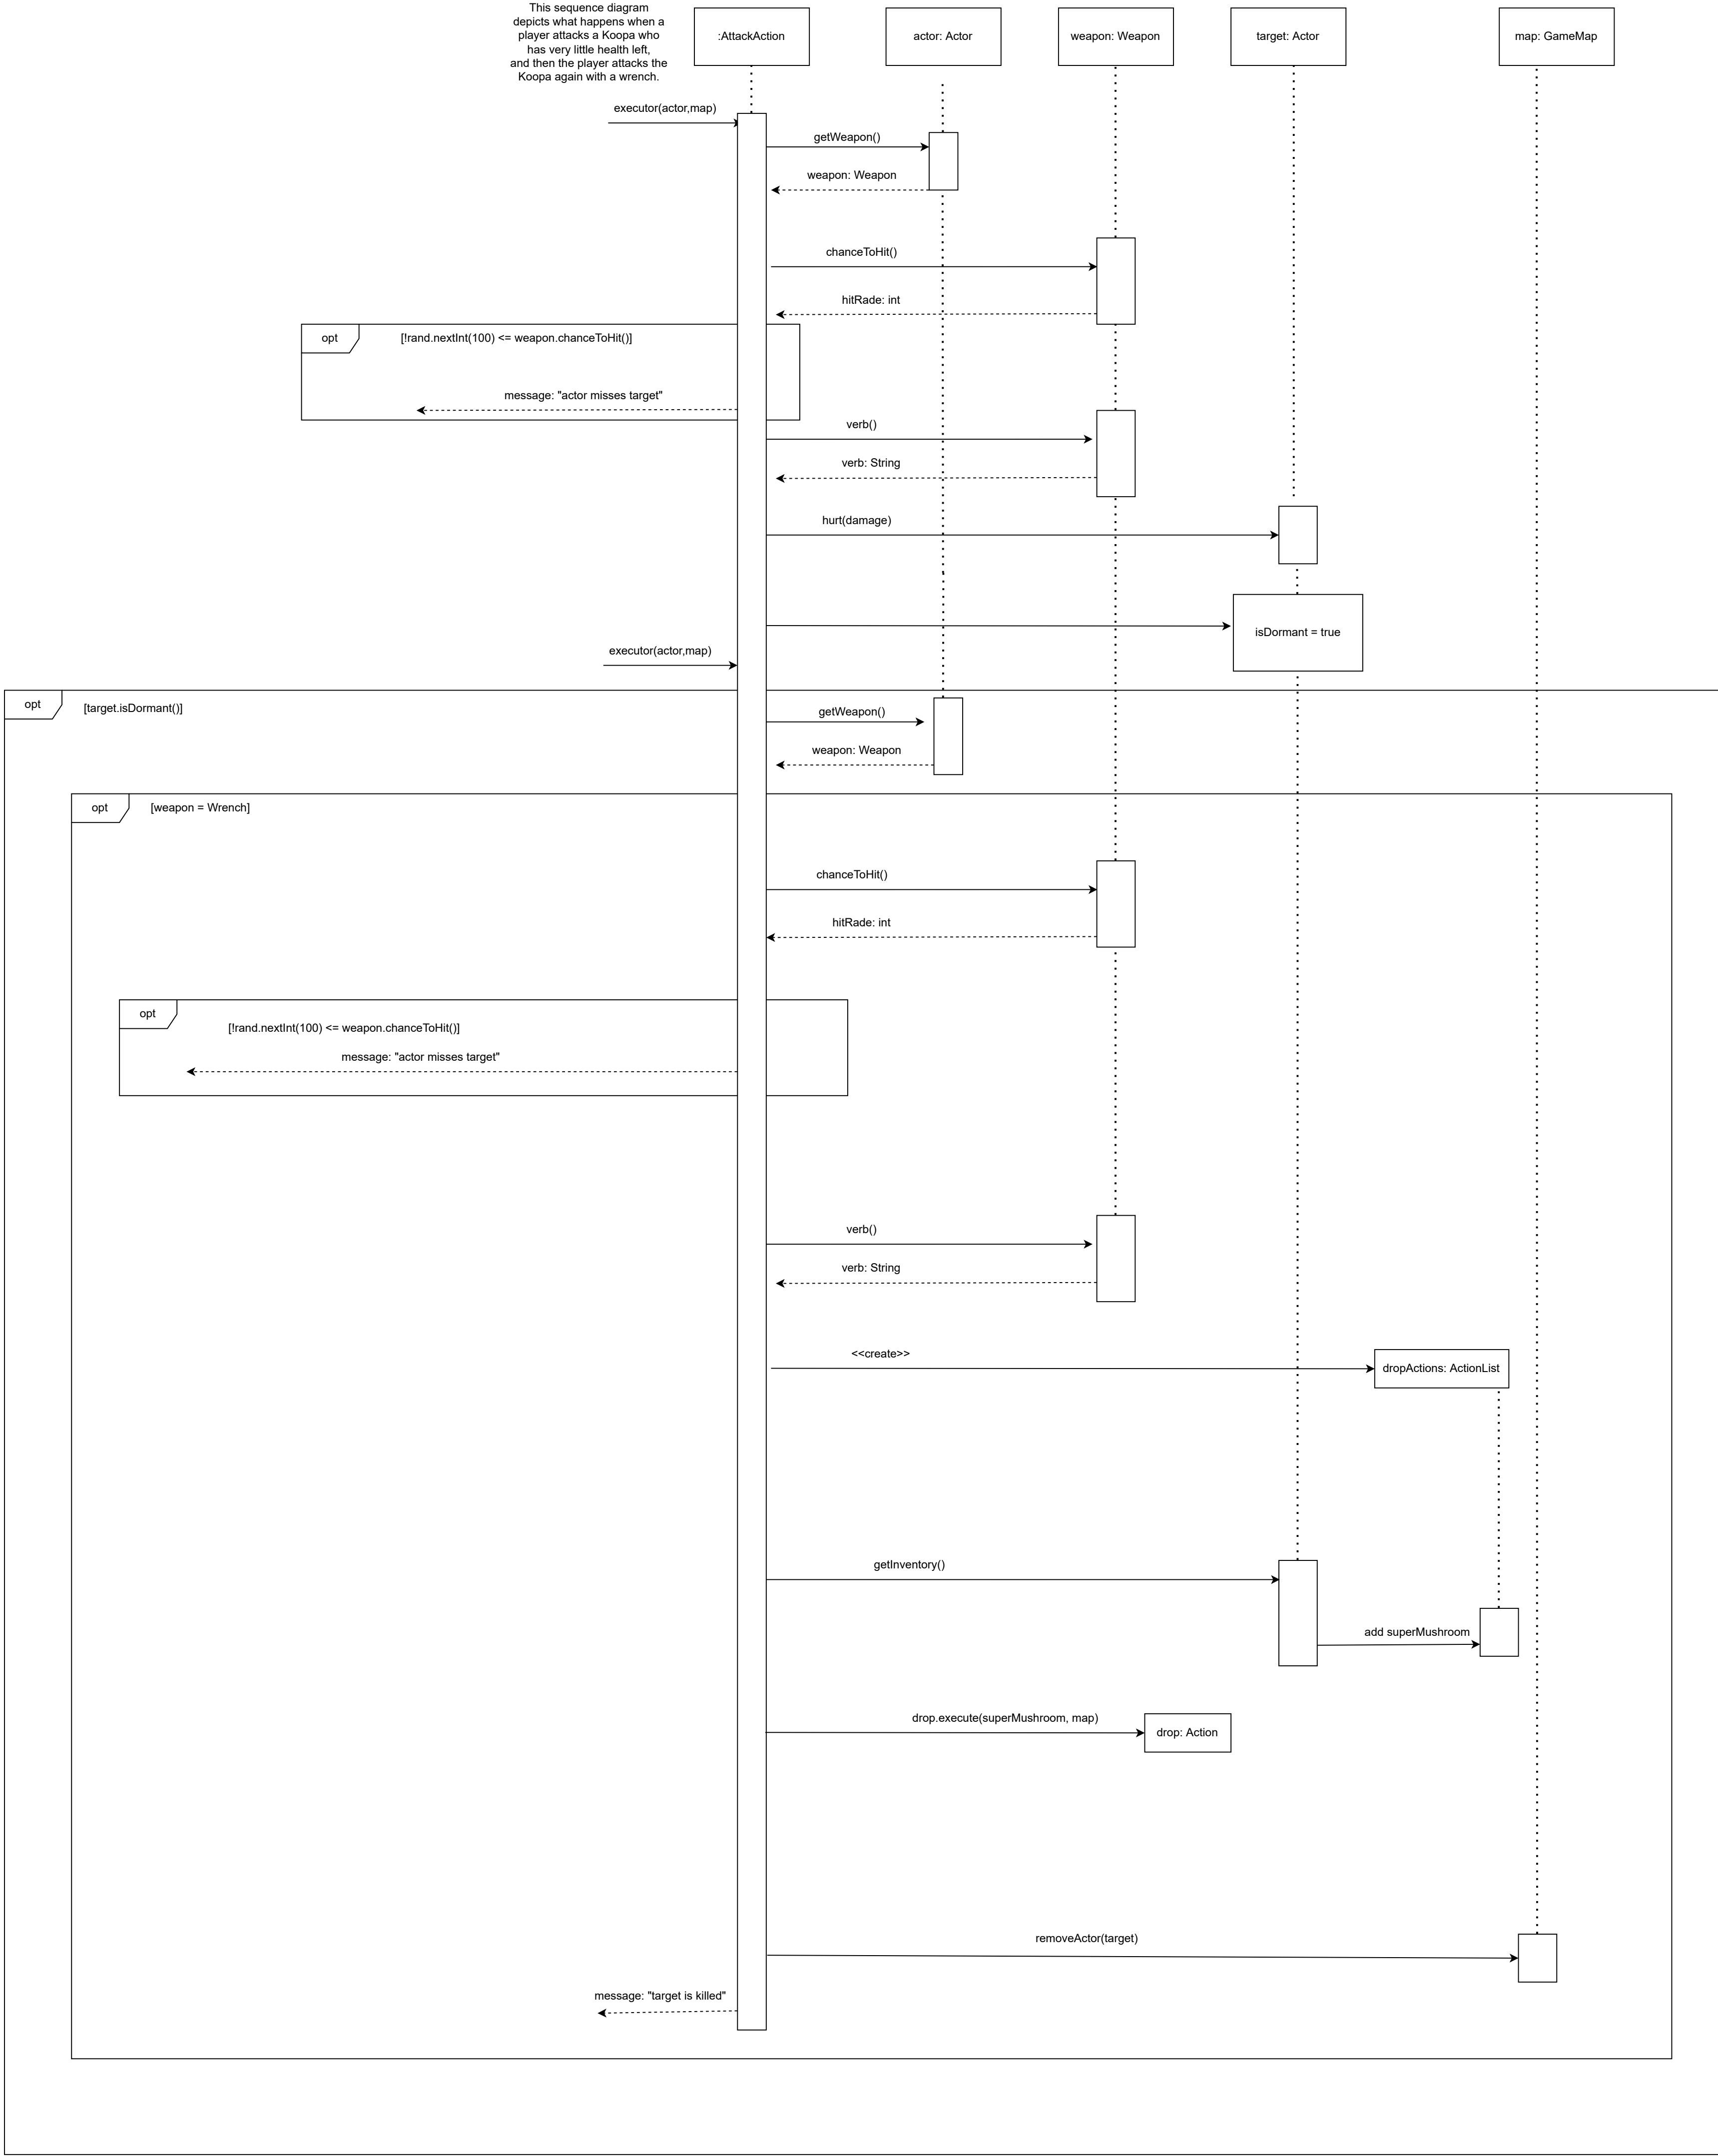 This sequence diagram
depicts what happens when a
player attacks a Koopa who
has very little health left,
and then the player attacks the
Koopa again with a wrench.
:AttackAction
actor: Actor
weapon: Weapon
target: Actor
map: GameMap
executor(actor,map)
getWeapon()
weapon: Weapon
chanceToHit()
hitRade: int
opt
[!rand.nextInt(100) <= weapon.chanceToHit()]
message: "actor misses target"
verb()
verb: String
hurt(damage)
isDormant = true
executor(actor,map)
opt
[target.isDormant()]
getWeapon()
weapon: Weapon
opt
[weapon = Wrench]
chanceToHit()
hitRade: int
opt
[!rand.nextInt(100) <= weapon.chanceToHit()]
message: "actor misses target"
verb()
verb: String
<<create>>
dropActions: ActionList
getInventory()
add superMushroom
drop.execute(superMushroom, map)
drop: Action
removeActor(target)
message: "target is killed"